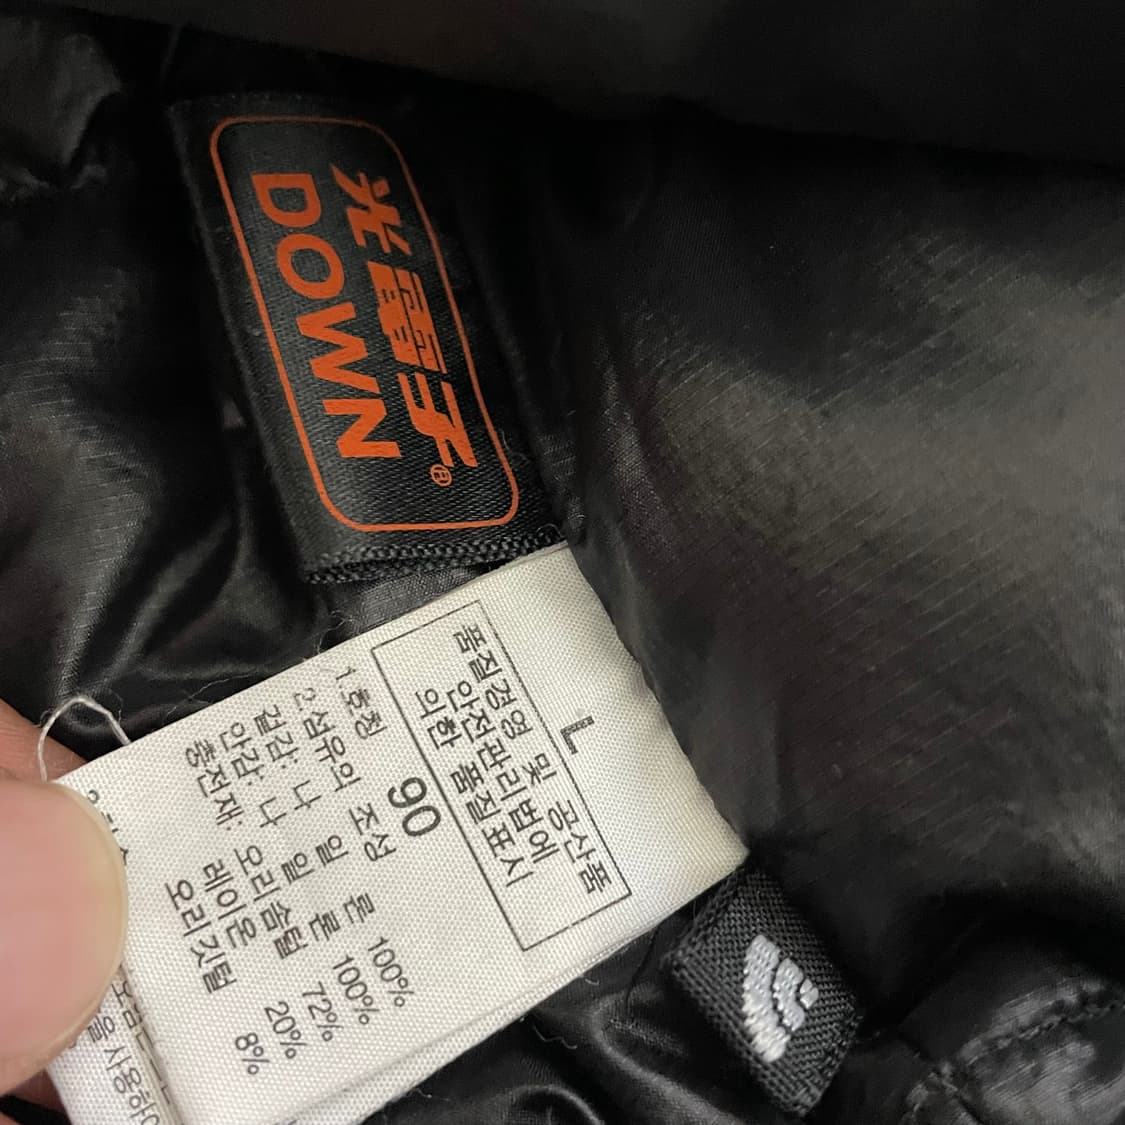 光電子®
DOWN
L
품질경영 및 공산품
안전관리법에
의한 품질표시
1.호칭 90
2.섬유의 조성
겉감: 나 일 론 100%
안감: 나 일 론 100%
충전재: 오리솜털 72%
레이온 20%
오리깃털 8%